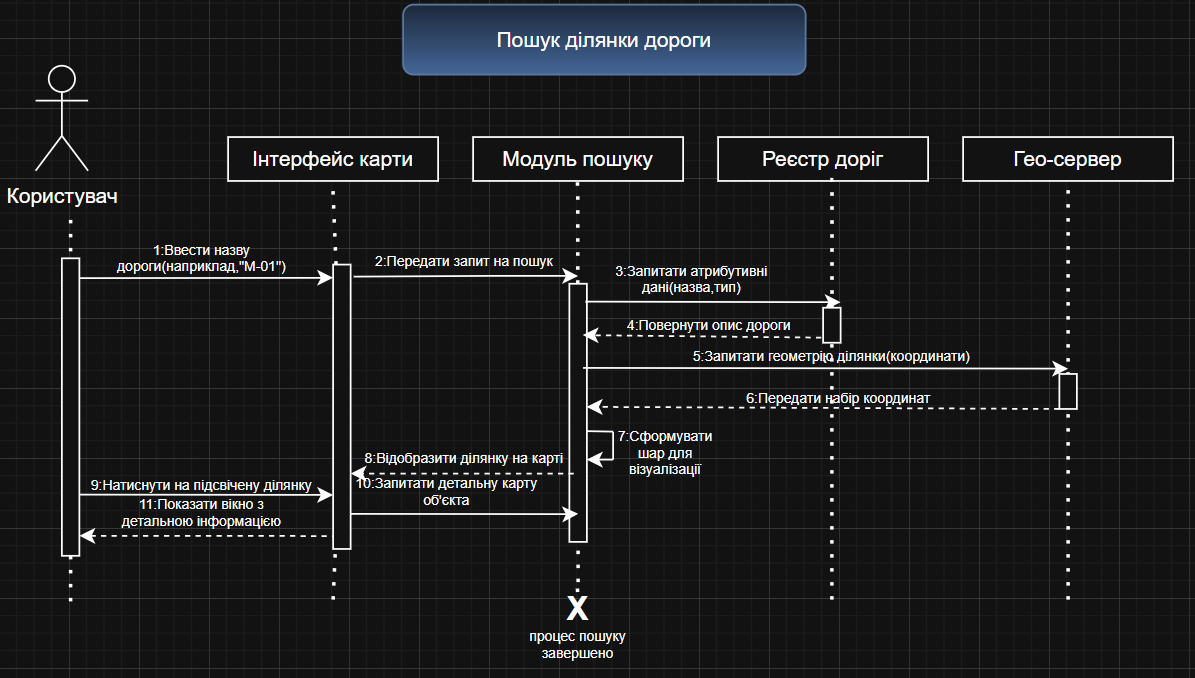 Пошук ділянки дороги
Користувач
Інтерфейс карти
Модуль пошуку
Реєстр доріг
Гео-сервер
1:Ввести назву
дороги(наприклад,"М-01")
2:Передати запит на пошук
3:Запитати атрибутивні
дані(назва,тип)
4:Повернути опис дороги
5:Запитати геометрію ділянки(координати)
6:Передати набір координат
7:Сформувати
шар для
візуалізації
8:Відобразити ділянку на карті
9:Натиснути на підсвічену ділянку
10:Запитати детальну карту
об'єкта
11:Показати вікно з
детальною інформацією
X
процес пошуку
завершено